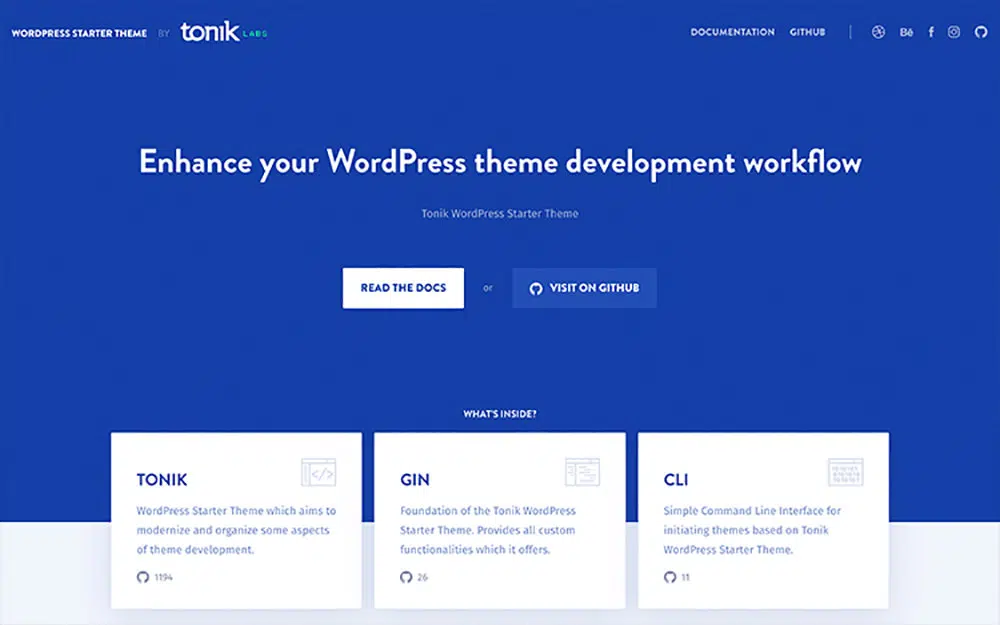 WORDPRESS STARTER THEME BY tonik LABS
DOCUMENTATION GITHUB Bē f
Enhance your WordPress theme development workflow
Tonik WordPress Starter Theme
READ THE DOCS or VISIT ON GITHUB
WHAT'S INSIDE?
TONIK
WordPress Starter Theme which aims to
modernize and organize some aspects
of theme development.
1194
GIN
Foundation of the Tonik WordPress
Starter Theme. Provides all custom
functionalities which it offers.
26
CLI
Simple Command Line Interface for
initiating themes based on Tonik
WordPress Starter Theme.
11